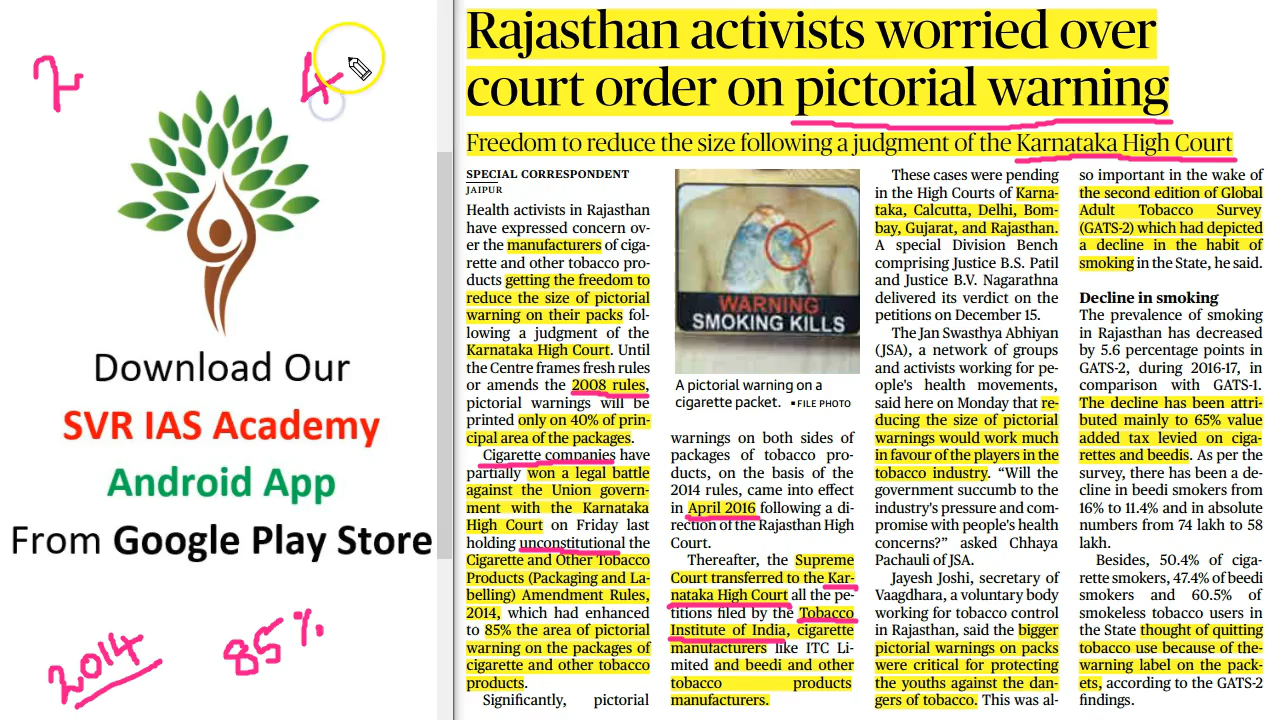 4
Download Our
SVR IAS Academy
Android App
From Google Play Store
2014
85%
Rajasthan activists worried over
court order on pictorial warning
Freedom to reduce the size following a judgment of the Karnataka High Court
SPECIAL CORRESPONDENT
JAIPUR
Health activists in Rajasthan
have expressed concern ov-
er the manufacturers of ciga-
rette and other tobacco pro-
ducts getting the freedom to
reduce the size of pictorial
warning on their packs fol-
lowing a judgment of the
Karnataka High Court. Until
the Centre frames fresh rules
or amends the 2008 rules,
pictorial warnings will be
printed only on 40% of prin-
cipal area of the packages.
Cigarette companies have
partially won a legal battle
against the Union govern-
ment with the Karnataka
High Court on Friday last
holding unconstitutional the
Cigarette and Other Tobacco
Products (Packaging and La-
belling) Amendment Rules,
2014, which had enhanced
to 85% the area of pictorial
warning on the packages of
cigarette and other tobacco
products.
Significantly, pictorial
WARNING
SMOKING KILLS
A pictorial warning on a
cigarette packet. ▪FILE PHOTO
warnings on both sides of
packages of tobacco pro-
ducts, on the basis of the
2014 rules, came into effect
in April 2016 following a di-
rection of the Rajasthan High
Court.
Thereafter, the Supreme
Court transferred to the Kar-
nataka High Court all the pe-
titions filed by the Tobacco
Institute of India, cigarette
manufacturers like ITC Li-
mited and beedi and other
tobacco products
manufacturers.
These cases were pending
in the High Courts of Karna-
taka, Calcutta, Delhi, Bom-
bay, Gujarat, and Rajasthan.
A special Division Bench
comprising Justice B.S. Patil
and Justice B.V. Nagarathna
delivered its verdict on the
petitions on December 15.
The Jan Swasthya Abhiyan
(JSA), a network of groups
and activists working for pe-
ople's health movements,
said here on Monday that re-
ducing the size of pictorial
warnings would work much
in favour of the players in the
tobacco industry. “Will the
government succumb to the
industry's pressure and com-
promise with people's health
concerns?” asked Chhaya
Pachauli of JSA.
Jayesh Joshi, secretary of
Vaagdhara, a voluntary body
working for tobacco control
in Rajasthan, said the bigger
pictorial warnings on packs
were critical for protecting
the youths against the dan-
gers of tobacco. This was al-
so important in the wake of
the second edition of Global
Adult Tobacco Survey
(GATS-2) which had depicted
a decline in the habit of
smoking in the State, he said.
Decline in smoking
The prevalence of smoking
in Rajasthan has decreased
by 5.6 percentage points in
GATS-2, during 2016-17, in
comparison with GATS-1.
The decline has been attri-
buted mainly to 65% value
added tax levied on ciga-
rettes and beedis. As per the
survey, there has been a de-
cline in beedi smokers from
16% to 11.4% and in absolute
numbers from 74 lakh to 58
lakh.
Besides, 50.4% of ciga-
rette smokers, 47.4% of beedi
smokers and 60.5% of
smokeless tobacco users in
the State thought of quitting
tobacco use because of the
warning label on the pack-
ets, according to the GATS-2
findings.